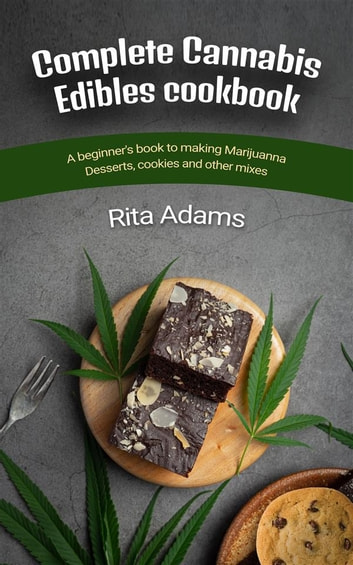 Complete Cannabis
Edibles cookbook
A beginner's book to making Marijuanna
Desserts, cookies and other mixes
Rita Adams